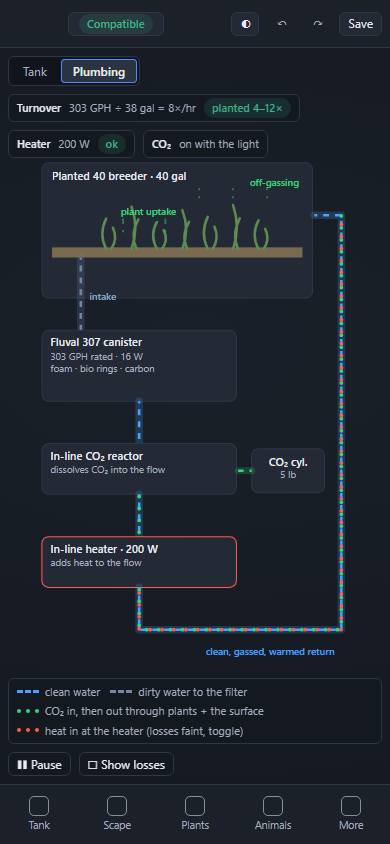 Compatible
Save
Tank
Plumbing
Turnover 303 GPH ÷ 38 gal = 8×/hr planted 4–12×
Heater 200 W ok
CO₂ on with the light
Planted 40 breeder · 40 gal
off-gassing
plant uptake
intake
Fluval 307 canister
303 GPH rated · 16 W
foam · bio rings · carbon
In-line CO₂ reactor
dissolves CO₂ into the flow
CO₂ cyl.
5 lb
In-line heater · 200 W
adds heat to the flow
clean, gassed, warmed return
clean water
dirty water to the filter
CO₂ in, then out through plants + the surface
heat in at the heater (losses faint, toggle)
Pause
Show losses
Tank
Scape
Plants
Animals
More